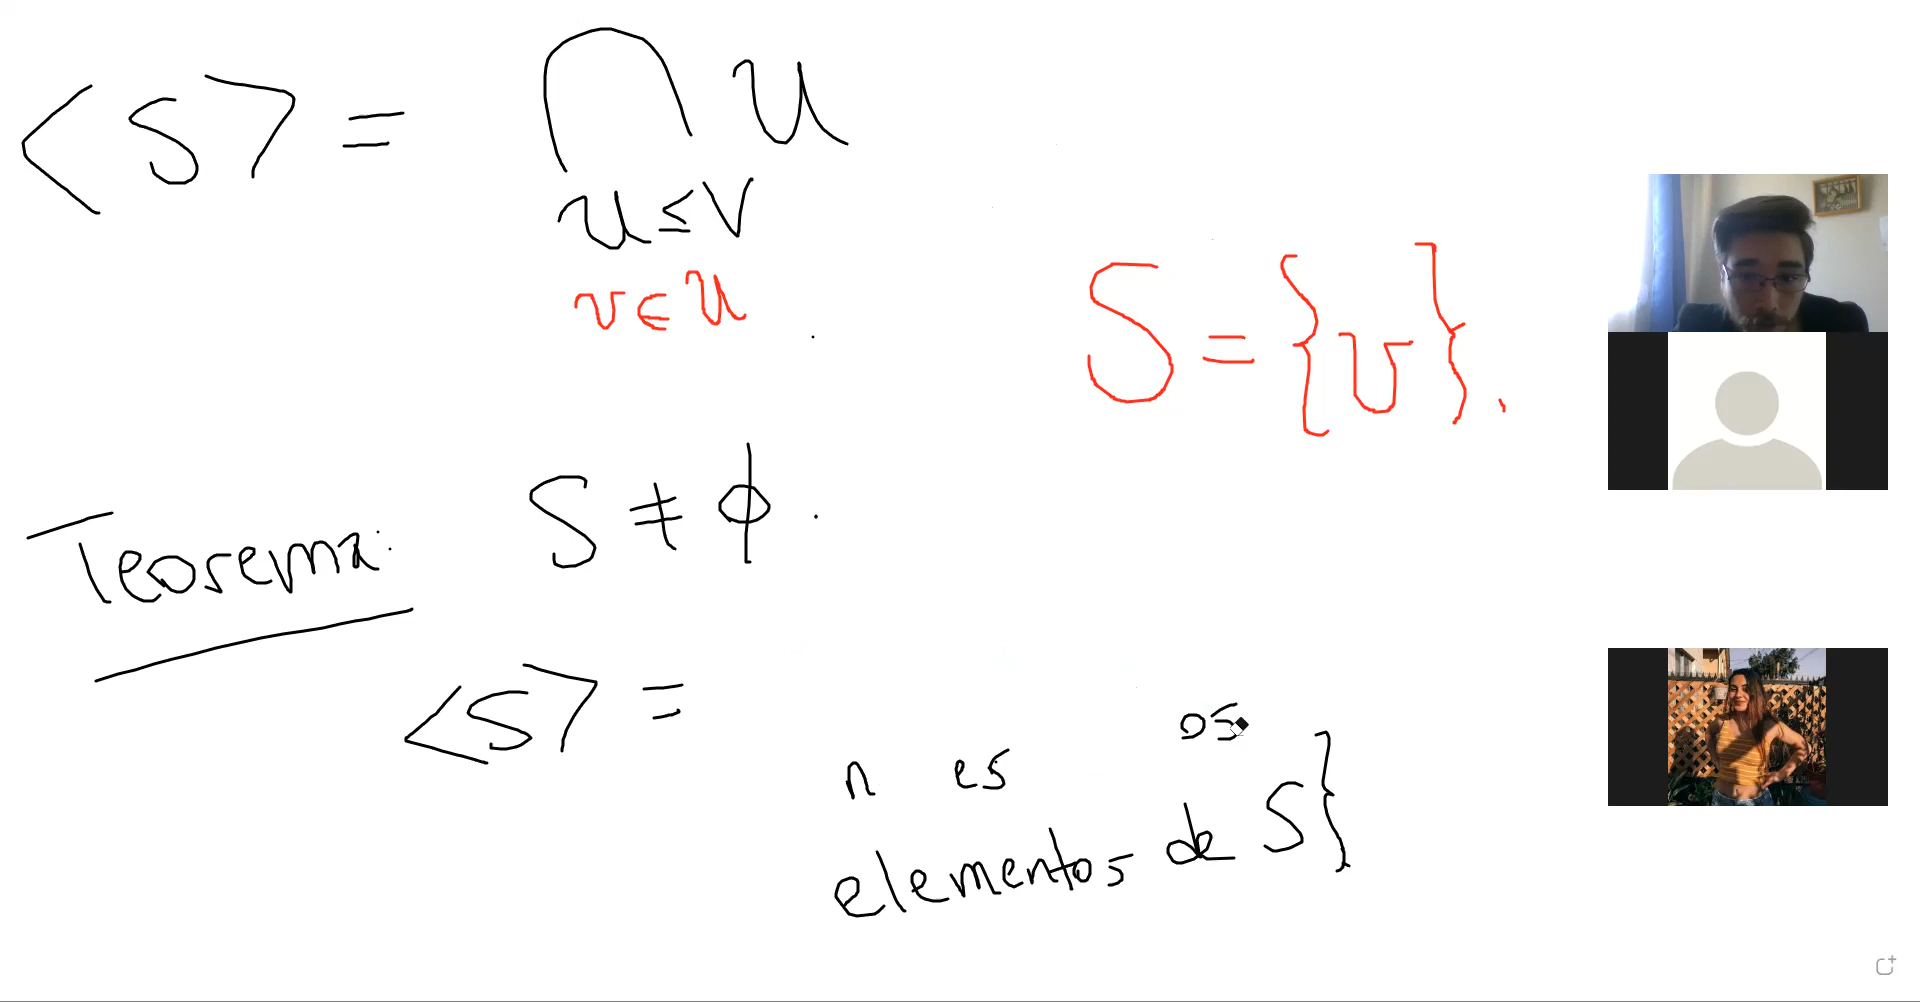 <S> = ⋂ U
U ≤ V
v ∈ U
S = {v}.
Teorema: S ≠ ϕ.
<S> =
os
n es
elementos de S}